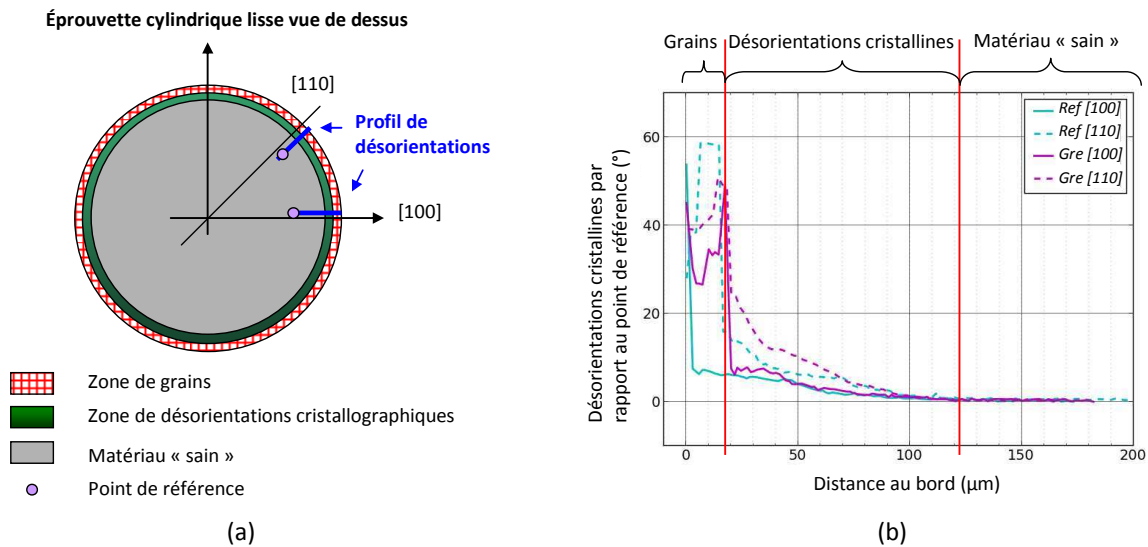 Éprouvette cylindrique lisse vue de dessus
[110]
Profil de
désorientations
[100]
Zone de grains
Zone de désorientations cristallographiques
Matériau « sain »
Point de référence
(a)
Grains
Désorientations cristallines
Matériau « sain »
Ref [100]
Ref [110]
Gre [100]
Gre [110]
Désorientations cristallines par
rapport au point de référence (°)
60
40
20
0
0
50
100
150
200
Distance au bord (µm)
(b)